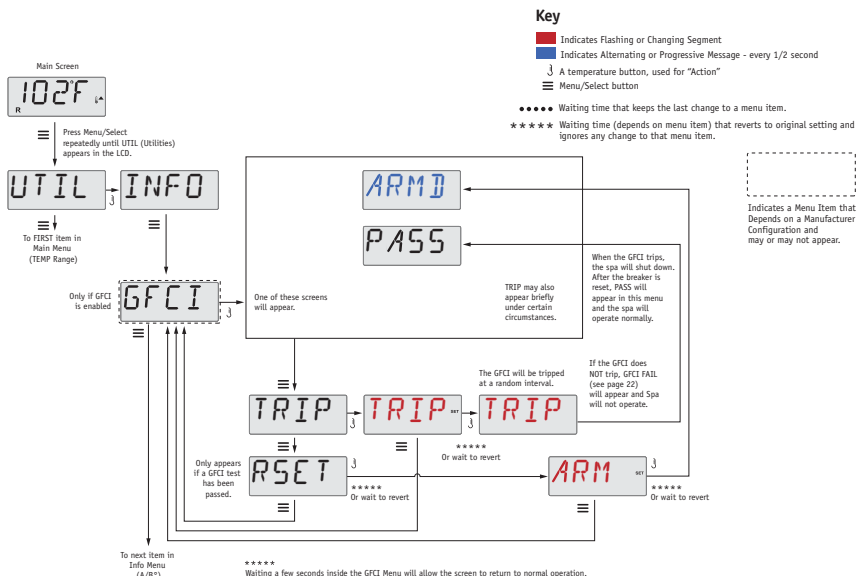 Key
Indicates Flashing or Changing Segment
Indicates Alternating or Progressive Message - every 1/2 second
A temperature button, used for "Action"
Menu/Select button
••••• Waiting time that keeps the last change to a menu item.
***** Waiting time (depends on menu item) that reverts to original setting and
ignores any change to that menu item.
Indicates a Menu Item that
Depends on a Manufacturer
Configuration and
may or may not appear.
Main Screen
102°F
R
Press Menu/Select
repeatedly until UTIL (Utilities)
appears in the LCD.
UTIL
INFO
To FIRST item in
Main Menu
(TEMP Range)
Only if GFCI
is enabled
GFCI
One of these screens
will appear.
ARMD
PASS
TRIP may also
appear briefly
under certain
circumstances.
When the GFCI trips,
the spa will shut down.
After the breaker is
reset, PASS will
appear in this menu
and the spa will
operate normally.
The GFCI will be tripped
at a random interval.
If the GFCI does
NOT trip, GFCI FAIL
(see page 22)
will appear and Spa
will not operate.
TRIP
TRIP SET
TRIP
*****
Or wait to revert
Only appears
if a GFCI test
has been
passed.
RSET
*****
Or wait to revert
ARM SET
*****
Or wait to revert
To next item in
Info Menu
(A/B°)
*****
Waiting a few seconds inside the GFCI Menu will allow the screen to return to normal operation.